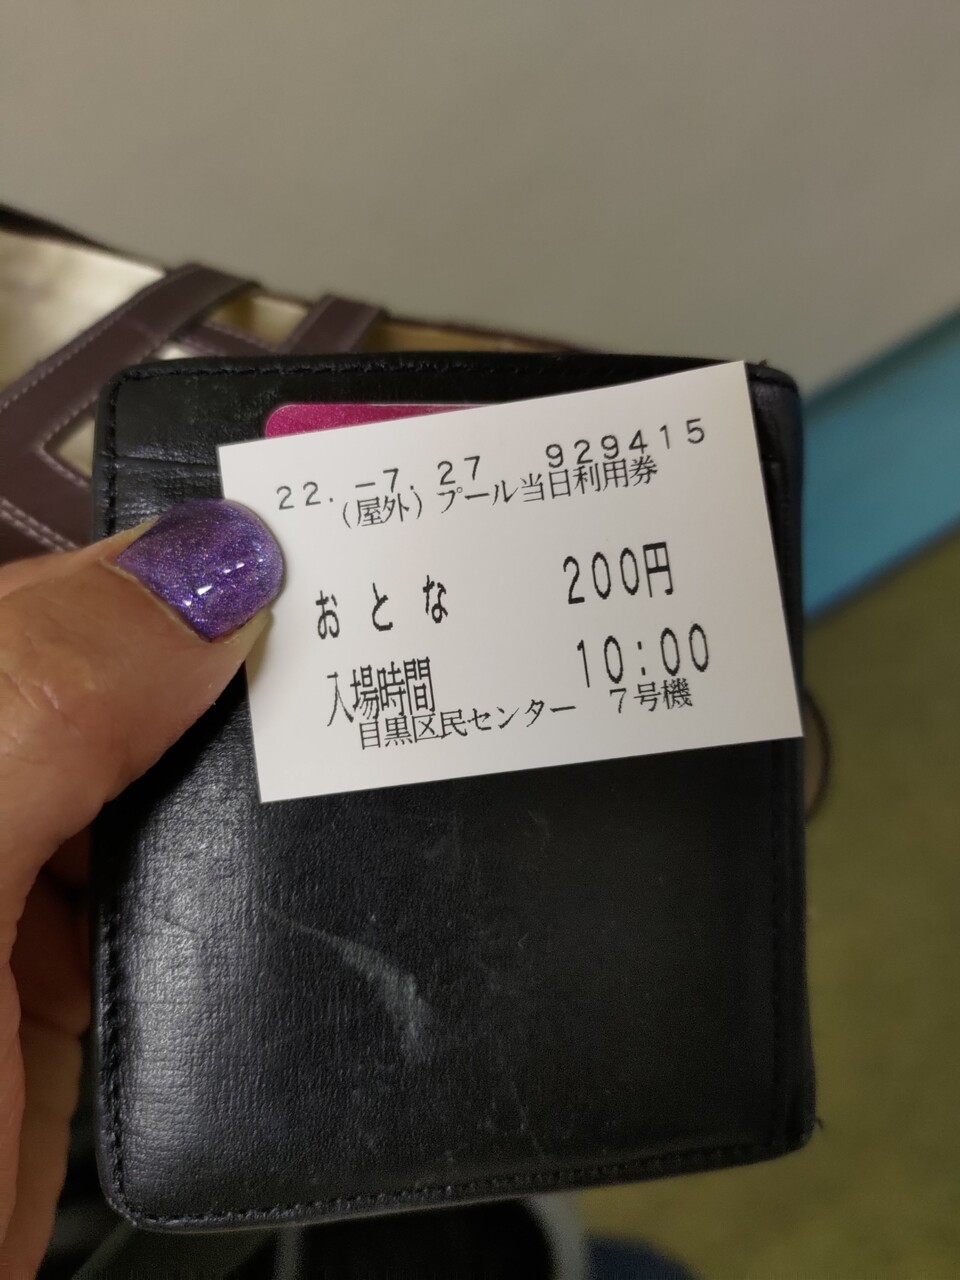 22.-7.27 929415
(屋外)プール当日利用券
おとな 200円
入場時間 10:00
目黒区民センター 7号機